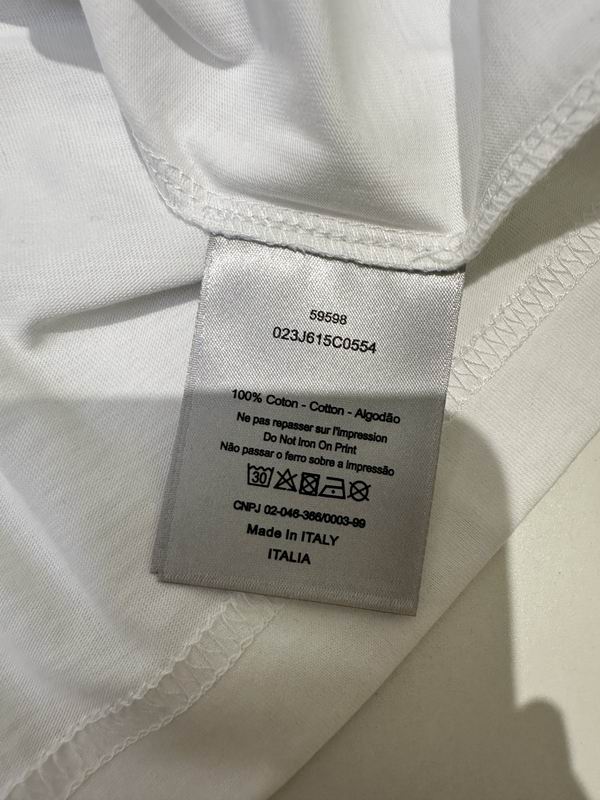 59598
023J615C0554
100% Coton - Cotton - Algodão
Ne pas repasser sur l'impression
Do Not Iron On Print
Não passar o ferro sobre a impressão
30
CNPJ 02-046-366/0003-99
Made in ITALY
ITALIA